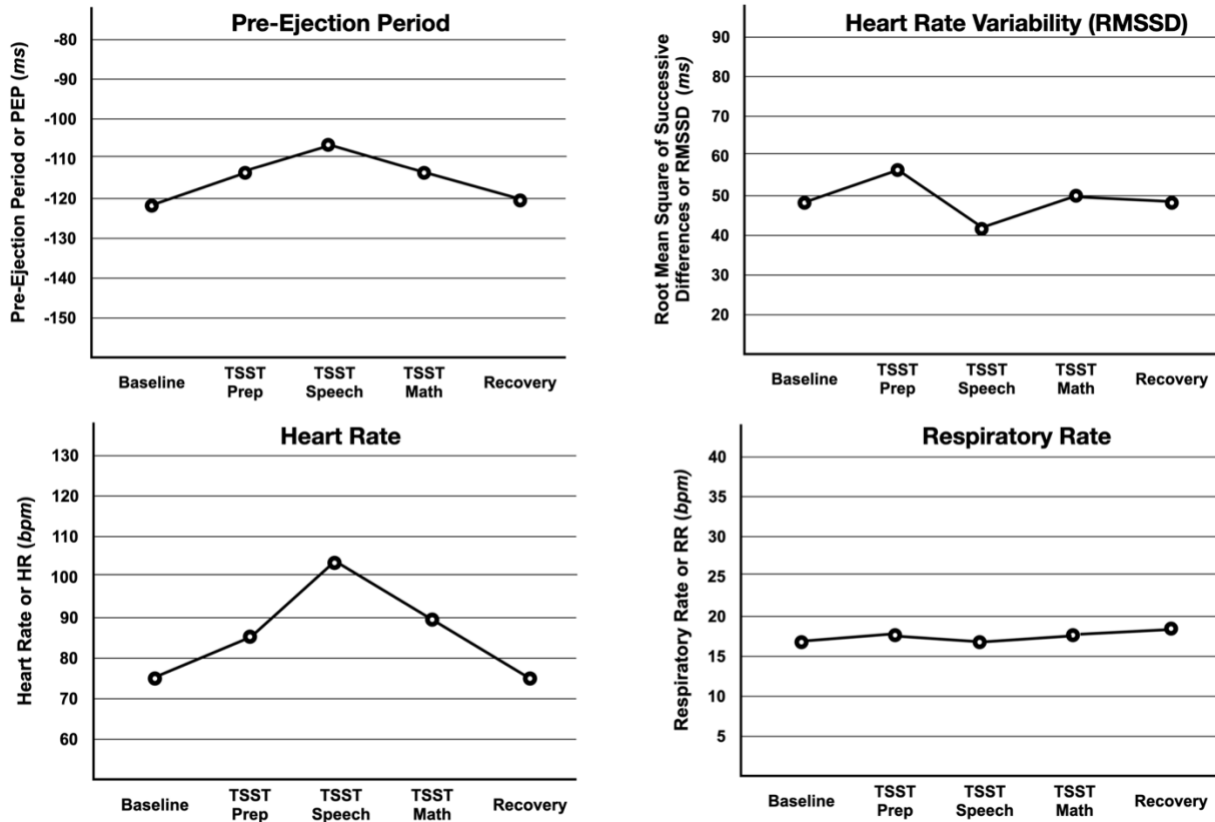 Pre-Ejection Period
Pre-Ejection Period or PEP (ms)
-80
-90
-100
-110
-120
-130
-140
-150
Baseline
TSST
Prep
TSST
Speech
TSST
Math
Recovery
Heart Rate Variability (RMSSD)
Root Mean Square of Successive
Differences or RMSSD (ms)
90
80
70
60
50
40
30
20
Baseline
TSST
Prep
TSST
Speech
TSST
Math
Recovery
Heart Rate
Heart Rate or HR (bpm)
130
120
110
100
90
80
70
60
Baseline
TSST
Prep
TSST
Speech
TSST
Math
Recovery
Respiratory Rate
Respiratory Rate or RR (bpm)
40
35
30
25
20
15
10
5
Baseline
TSST
Prep
TSST
Speech
TSST
Math
Recovery